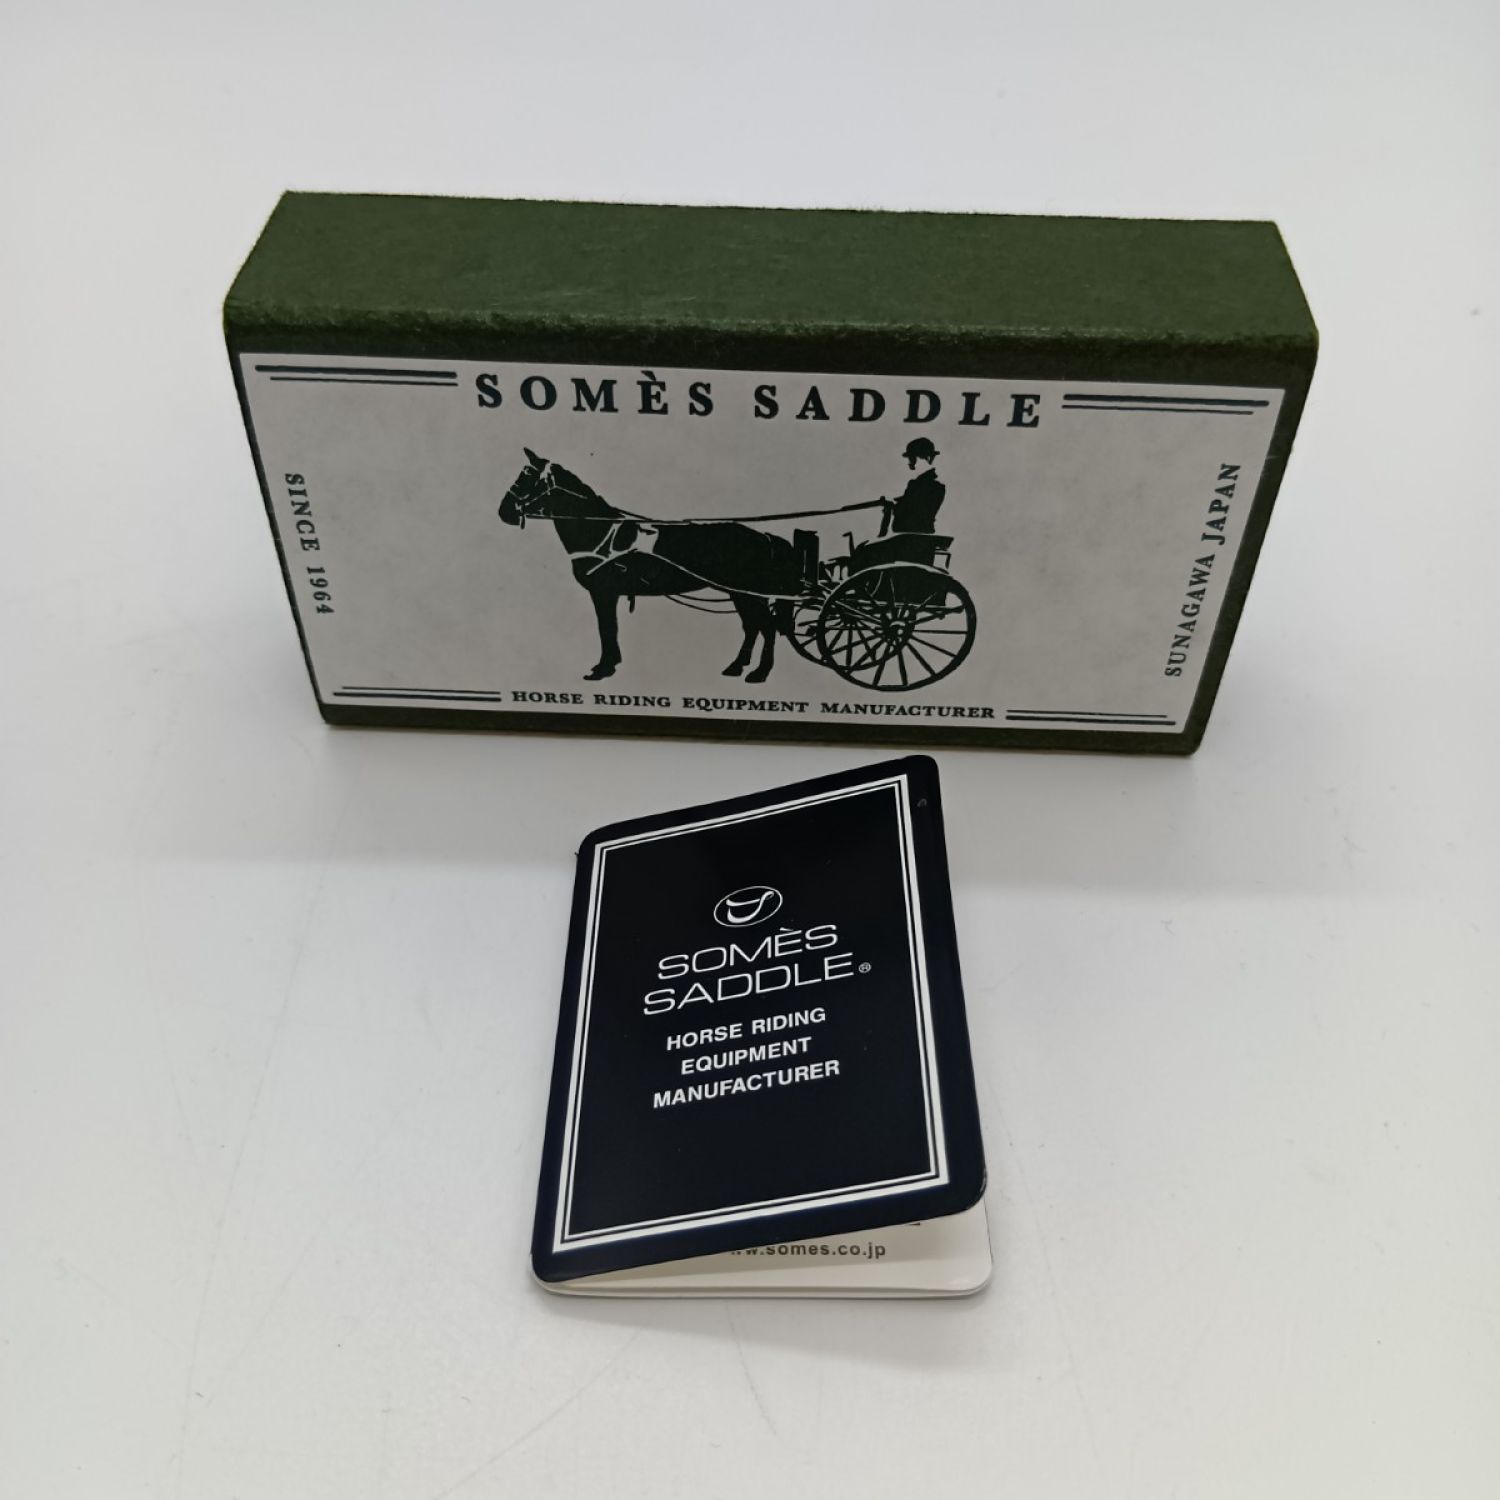 SOMÈS SADDLE
SINCE 1964
SUNAGAWA JAPAN
HORSE RIDING EQUIPMENT MANUFACTURER
SOMÈS
SADDLE®
HORSE RIDING
EQUIPMENT
MANUFACTURER
.somes.co.jp